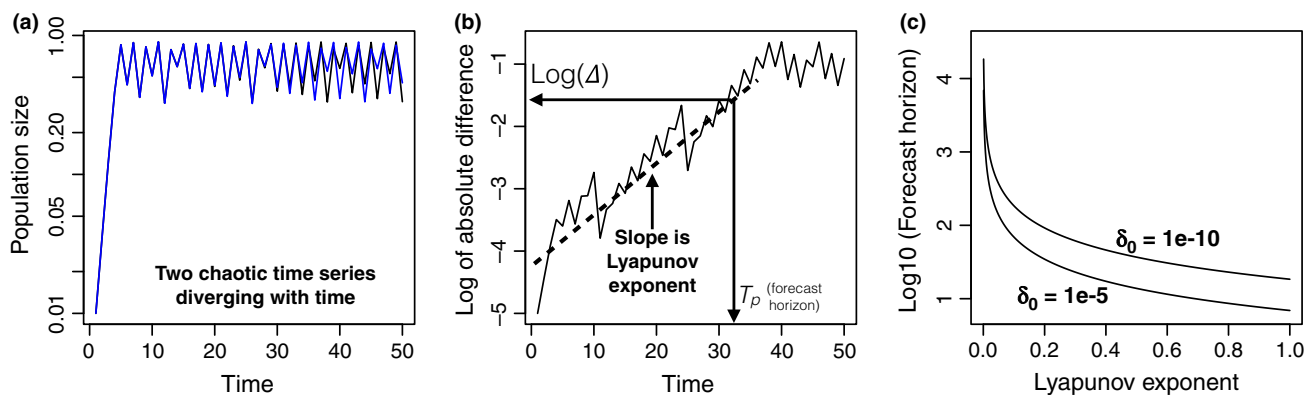 (a)
Population size
1.00
0.20
0.05
0.01
Two chaotic time series
diverging with time
0 10 20 30 40 50
Time
(b)
Log of absolute difference
−1
−2
−3
−4
−5
Log(Δ)
Slope is
Lyapunov
exponent
Tp (forecast
horizon)
0 10 20 30 40 50
Time
(c)
Log10 (Forecast horizon)
4
3
2
1
δ0 = 1e-10
δ0 = 1e-5
0.0 0.2 0.4 0.6 0.8 1.0
Lyapunov exponent